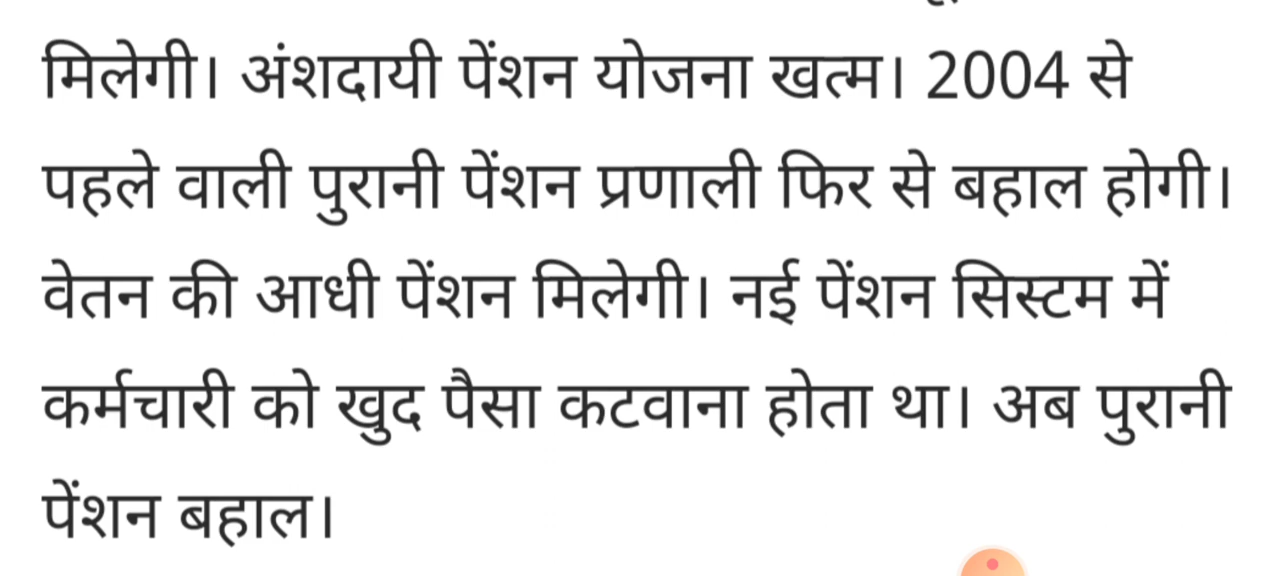 मिलेगी। अंशदायी पेंशन योजना खत्म। 2004 से
पहले वाली पुरानी पेंशन प्रणाली फिर से बहाल होगी।
वेतन की आधी पेंशन मिलेगी। नई पेंशन सिस्टम में
कर्मचारी को खुद पैसा कटवाना होता था। अब पुरानी
पेंशन बहाल।